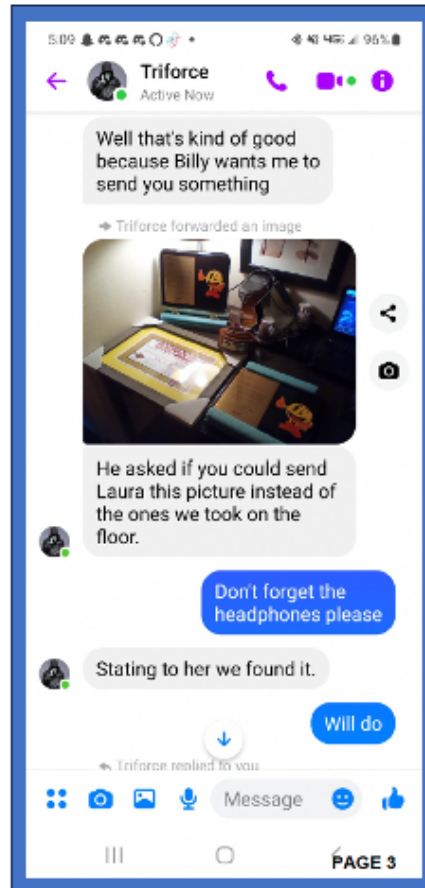 5:09
96%
Triforce
Active Now
Well that's kind of good
because Billy wants me to
send you something
Triforce forwarded an image
He asked if you could send
Laura this picture instead of
the ones we took on the
floor.
Don't forget the
headphones please
Stating to her we found it.
Will do
Triforce replied to you
Message
PAGE 3